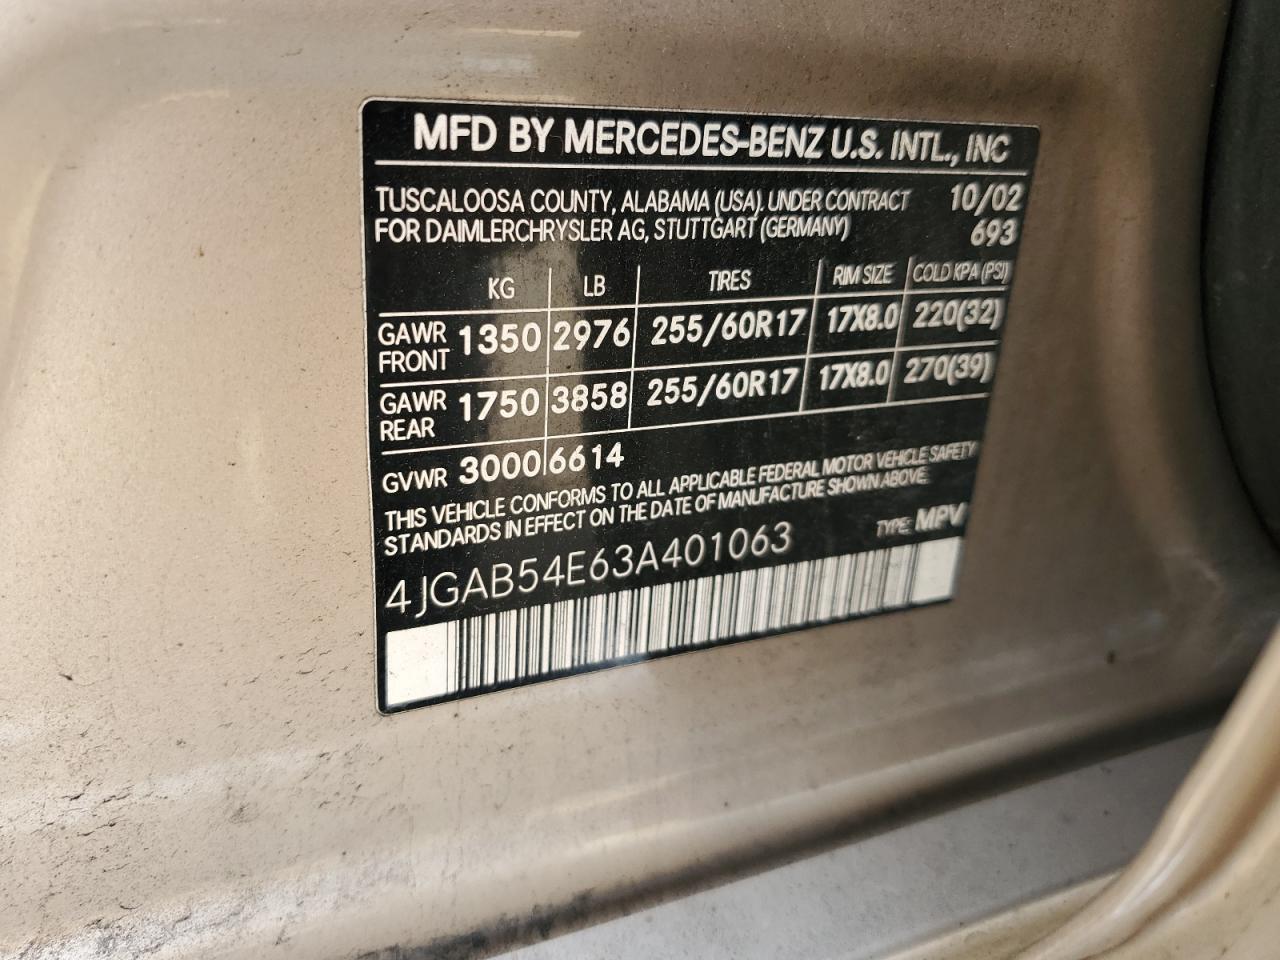 MFD BY MERCEDES-BENZ U.S. INTL., INC
TUSCALOOSA COUNTY, ALABAMA (USA). UNDER CONTRACT 10/02
FOR DAIMLERCHRYSLER AG, STUTTGART (GERMANY) 693
KG LB TIRES RIM SIZE COLD KPA (PSI)
GAWR FRONT 1350 2976 255/60R17 17X8.0 220(32)
GAWR REAR 1750 3858 255/60R17 17X8.0 270(39)
GVWR 3000 6614
THIS VEHICLE CONFORMS TO ALL APPLICABLE FEDERAL MOTOR VEHICLE SAFETY
STANDARDS IN EFFECT ON THE DATE OF MANUFACTURE SHOWN ABOVE.
4JGAB54E63A401063 TYPE: MPV